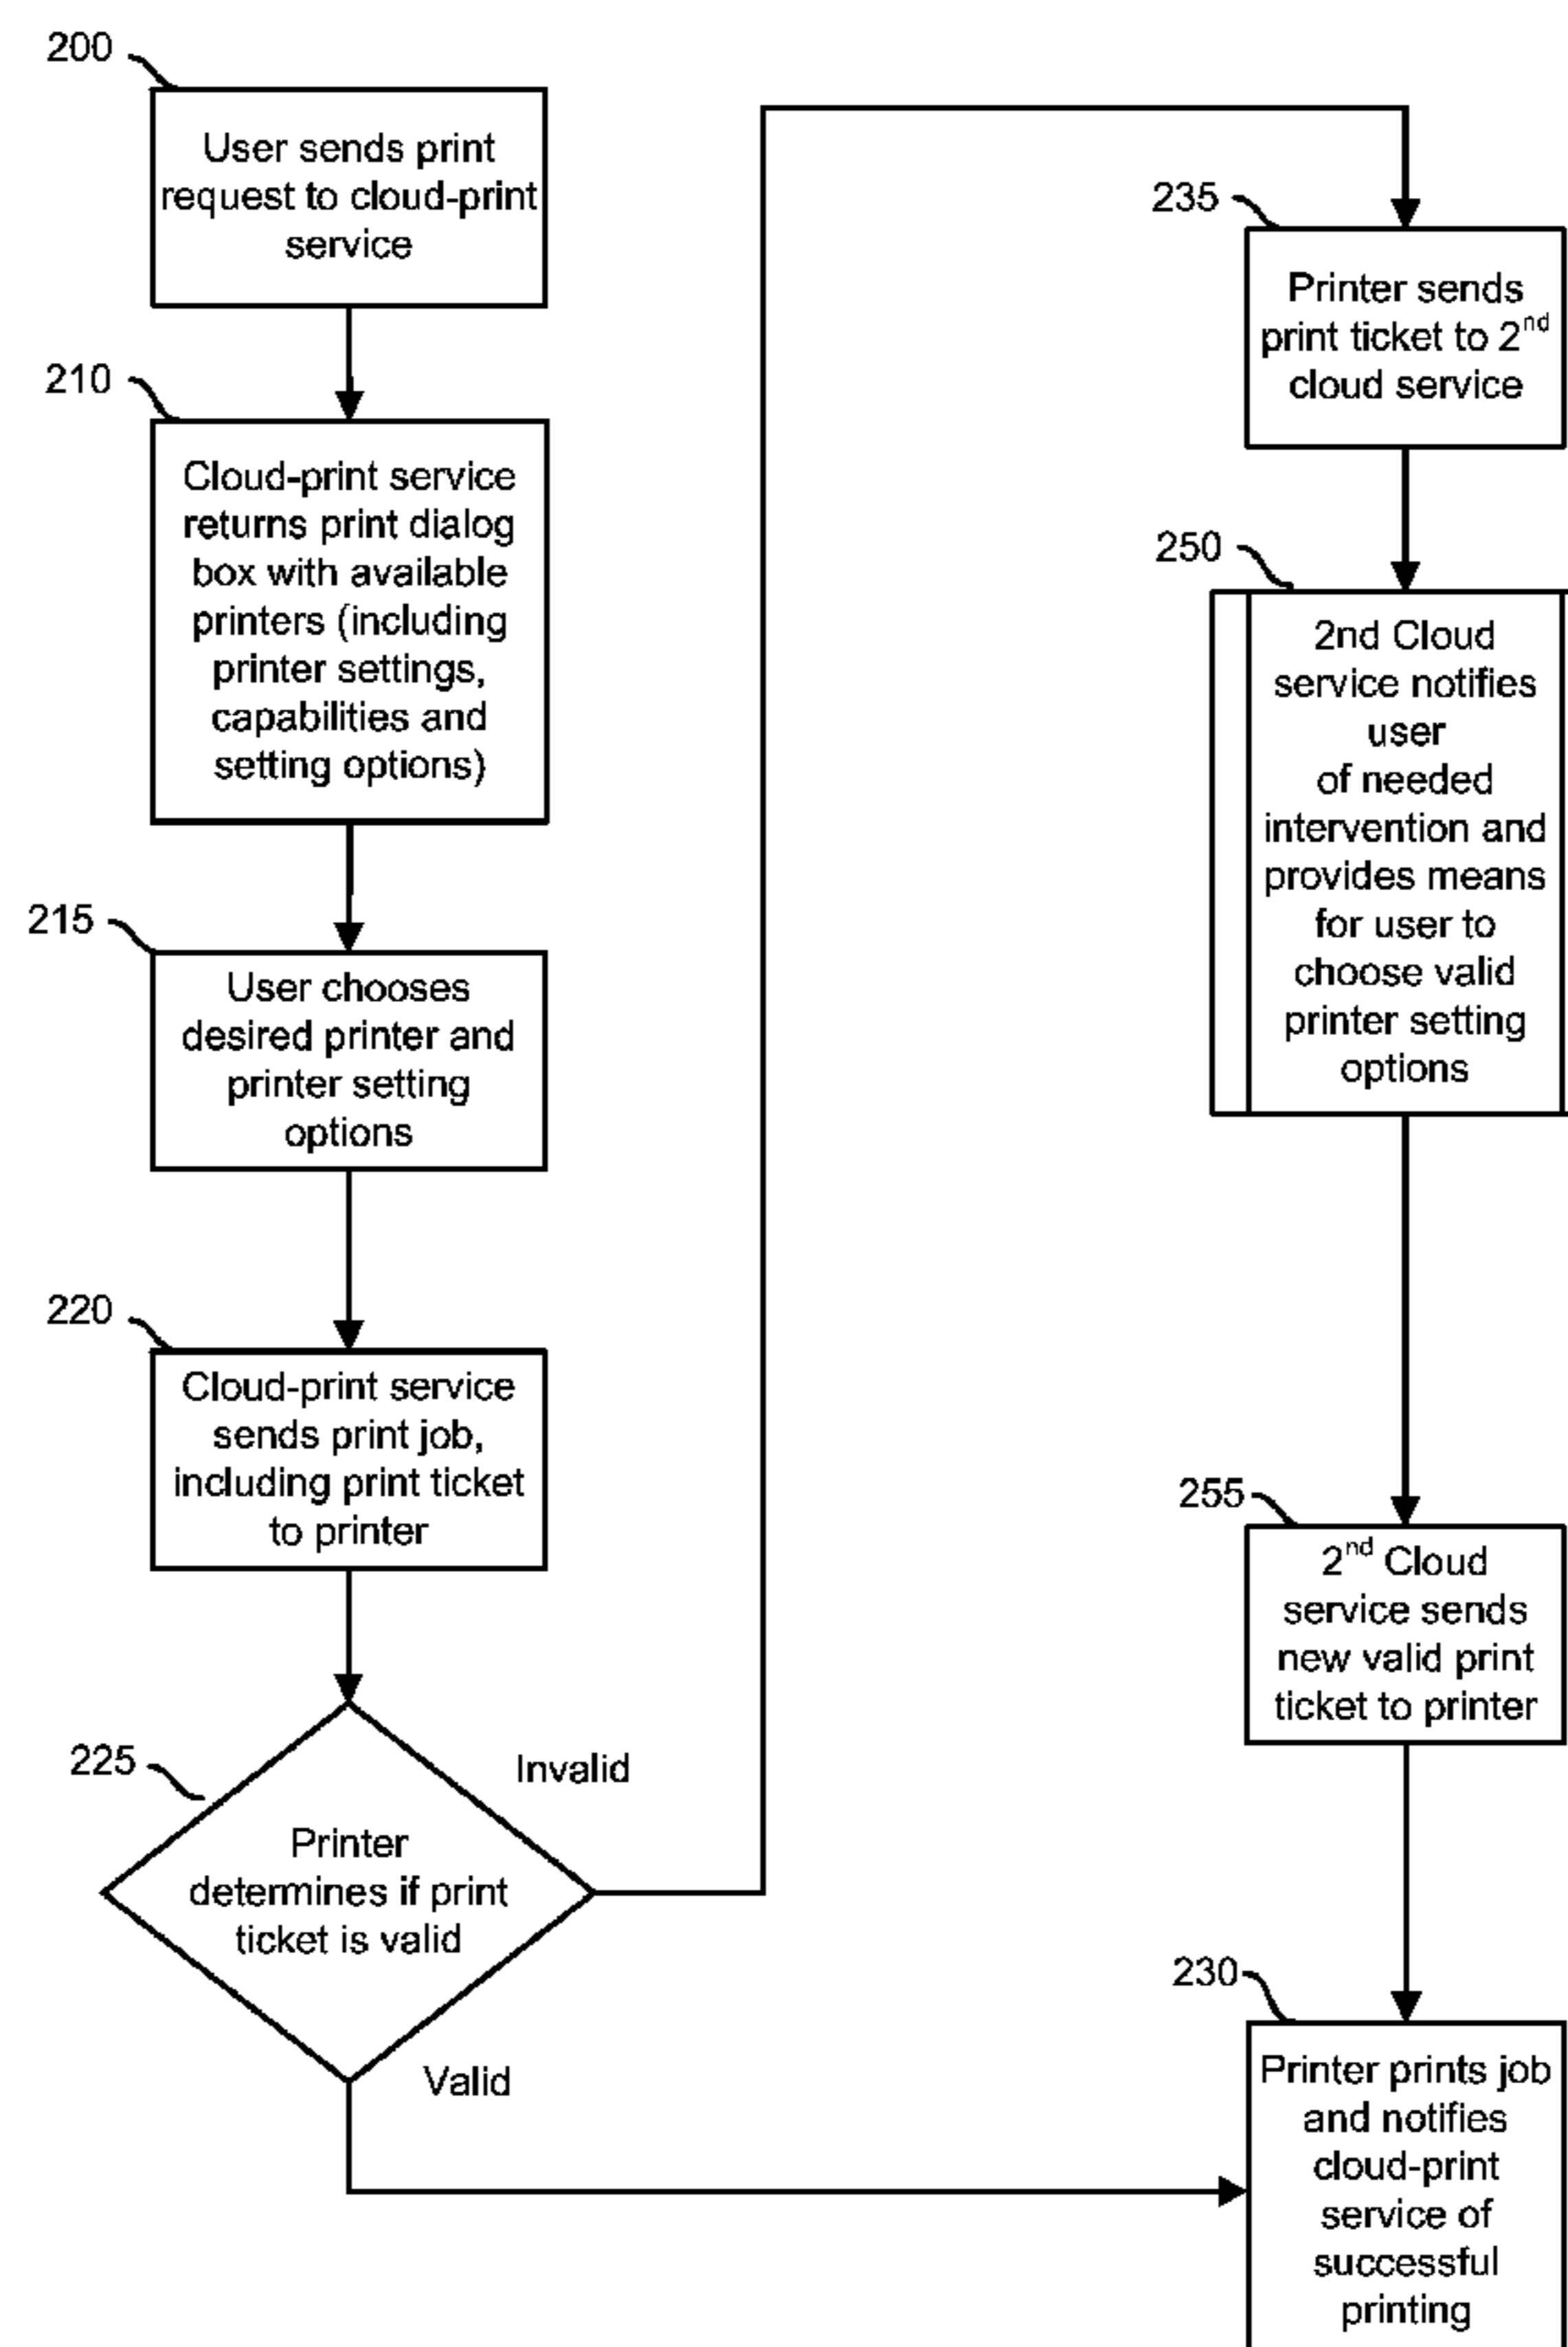 200
User sends print
request to cloud-print
service
210
Cloud-print service
returns print dialog
box with available
printers (including
printer settings,
capabilities and
setting options)
215
User chooses
desired printer and
printer setting
options
220
Cloud-print service
sends print job,
including print ticket
to printer
225
Printer
determines if print
ticket is valid
Invalid
Valid
235
Printer sends
print ticket to 2nd
cloud service
250
2nd Cloud
service notifies
user
of needed
intervention and
provides means
for user to
choose valid
printer setting
options
255
2nd Cloud
service sends
new valid print
ticket to printer
230
Printer prints job
and notifies
cloud-print
service of
successful
printing